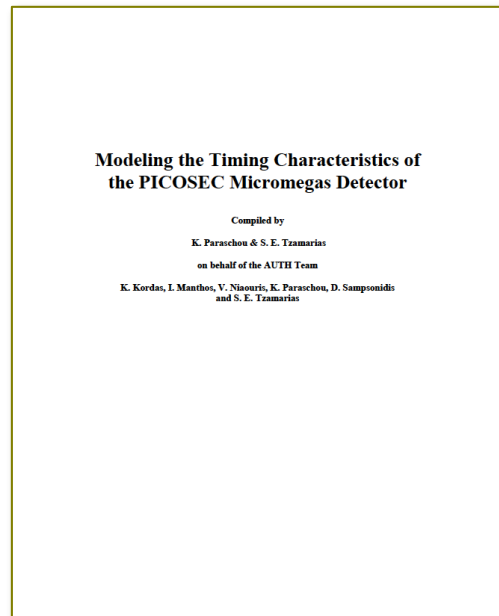 Modeling the Timing Characteristics of
the PICOSEC Micromegas Detector
Compiled by
K. Paraschou & S. E. Tzamarias
on behalf of the AUTH Team
K. Kordas, I. Manthos, V. Niaouris, K. Paraschou, D. Sampsonidis
and S. E. Tzamarias